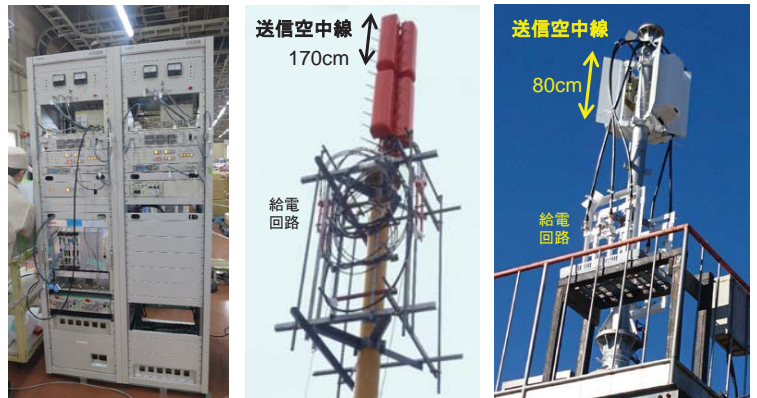 送信空中線
170cm
給電
回路
送信空中線
80cm
給電
回路